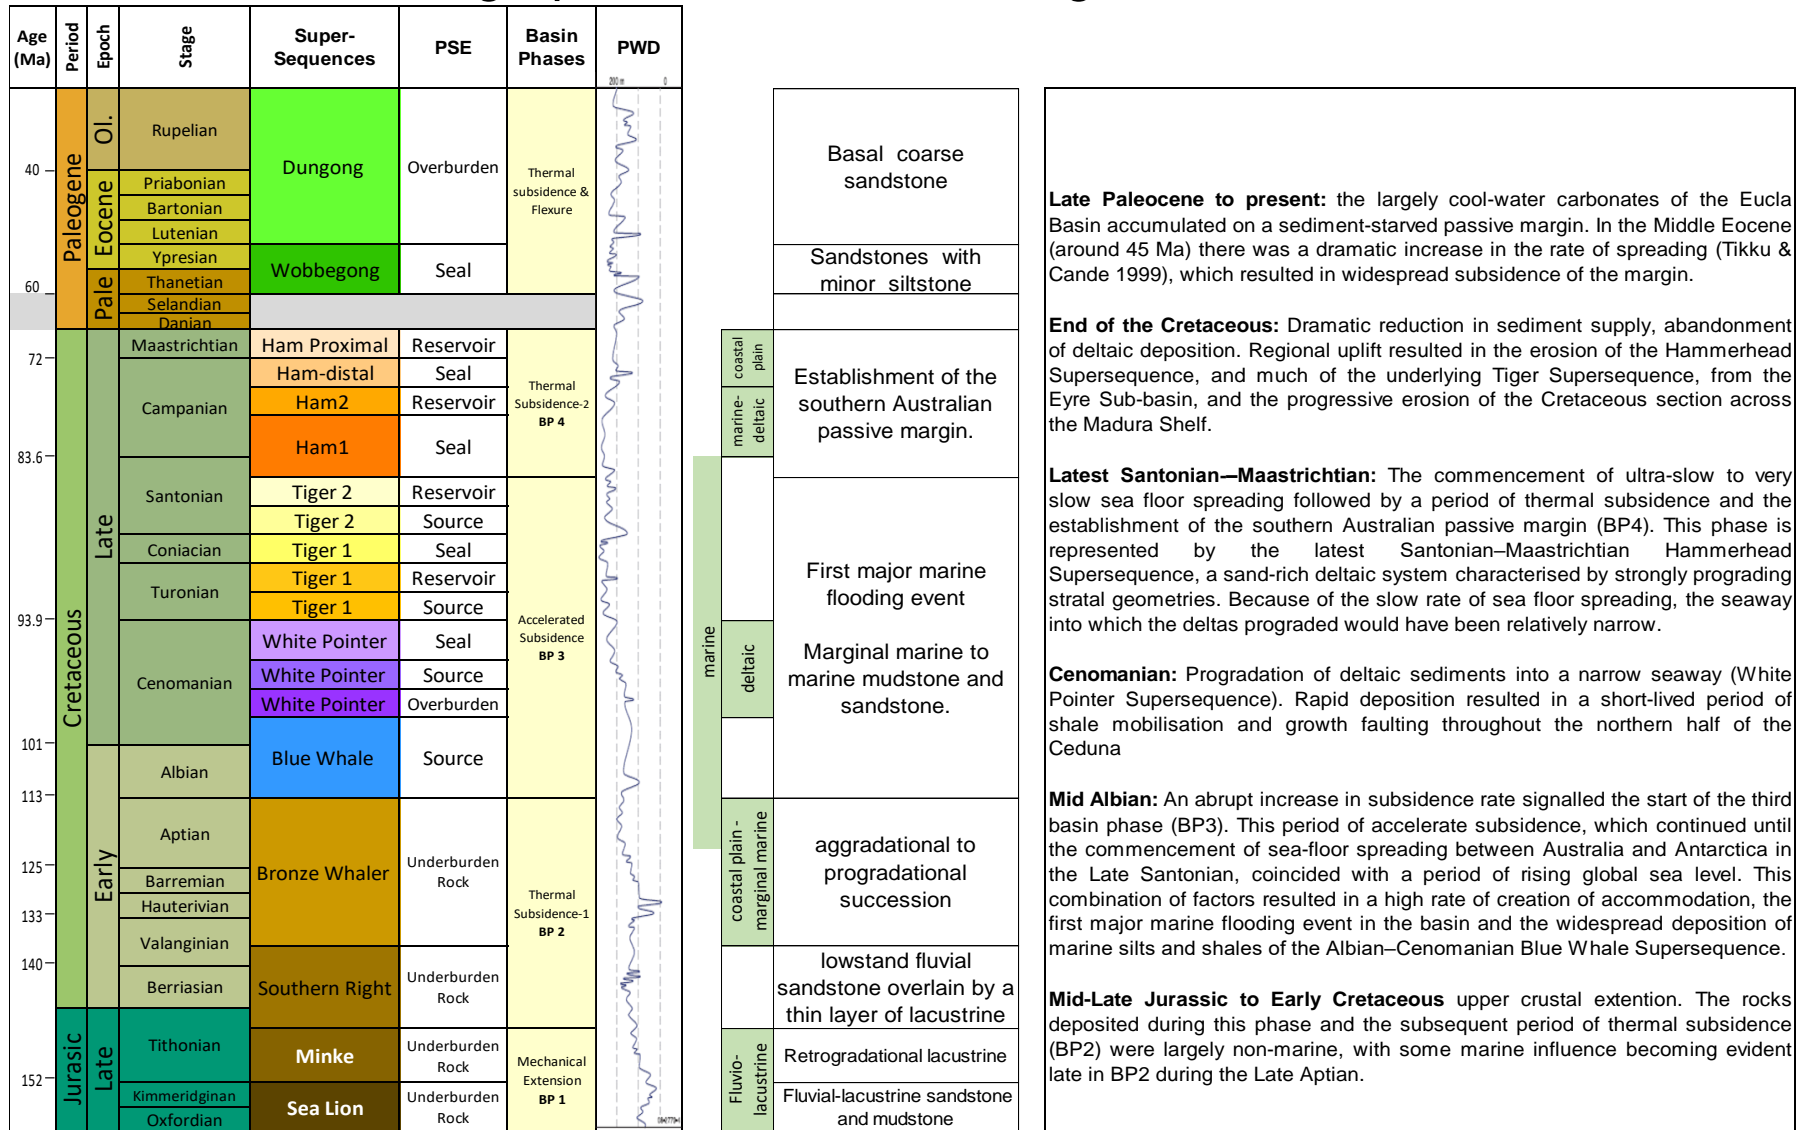 Age
(Ma)
Period
Epoch
Stage
Super-
Sequences
PSE
Basin
Phases
PWD
200 m
0
40
60
72
83.6
93.9
101
113
125
133
140
152
Paleogene
Cretaceous
Jurasic
Ol.
Eocene
Pale
Late
Early
Late
Rupelian
Priabonian
Bartonian
Lutenian
Ypresian
Thanetian
Selandian
Danian
Maastrichtian
Campanian
Santonian
Coniacian
Turonian
Cenomanian
Albian
Aptian
Barremian
Hauterivian
Valanginian
Berriasian
Tithonian
Kimmeridginan
Oxfordian
Dungong
Wobbegong
Ham Proximal
Ham-distal
Ham2
Ham1
Tiger 2
Tiger 2
Tiger 1
Tiger 1
Tiger 1
White Pointer
White Pointer
White Pointer
Blue Whale
Bronze Whaler
Southern Right
Minke
Sea Lion
Overburden
Seal
Reservoir
Seal
Reservoir
Seal
Reservoir
Source
Seal
Reservoir
Source
Seal
Source
Overburden
Source
Underburden
Rock
Underburden
Rock
Underburden
Rock
Underburden
Rock
Thermal
subsidence &
Flexure
Thermal
Subsidence-2
BP 4
Accelerated
Subsidence
BP 3
Thermal
Subsidence-1
BP 2
Mechanical
Extension
BP 1
marine
coastal
plain
marine-
deltaic
deltaic
coastal plain -
marginal marine
Fluvio-
lacustrine
Basal coarse
sandstone
Sandstones with
minor siltstone
Establishment of the
southern Australian
passive margin.
First major marine
flooding event
Marginal marine to
marine mudstone and
sandstone.
aggradational to
progradational
succession
lowstand fluvial
sandstone overlain by a
thin layer of lacustrine
Retrogradational lacustrine
Fluvial-lacustrine sandstone
and mudstone
Late Paleocene to present: the largely cool-water carbonates of the Eucla
Basin accumulated on a sediment-starved passive margin. In the Middle Eocene
(around 45 Ma) there was a dramatic increase in the rate of spreading (Tikku &
Cande 1999), which resulted in widespread subsidence of the margin.
End of the Cretaceous: Dramatic reduction in sediment supply, abandonment
of deltaic deposition. Regional uplift resulted in the erosion of the Hammerhead
Supersequence, and much of the underlying Tiger Supersequence, from the
Eyre Sub-basin, and the progressive erosion of the Cretaceous section across
the Madura Shelf.
Latest Santonian-–Maastrichtian: The commencement of ultra-slow to very
slow sea floor spreading followed by a period of thermal subsidence and the
establishment of the southern Australian passive margin (BP4). This phase is
represented by the latest Santonian–Maastrichtian Hammerhead
Supersequence, a sand-rich deltaic system characterised by strongly prograding
stratal geometries. Because of the slow rate of sea floor spreading, the seaway
into which the deltas prograded would have been relatively narrow.
Cenomanian: Progradation of deltaic sediments into a narrow seaway (White
Pointer Supersequence). Rapid deposition resulted in a short-lived period of
shale mobilisation and growth faulting throughout the northern half of the
Ceduna
Mid Albian: An abrupt increase in subsidence rate signalled the start of the third
basin phase (BP3). This period of accelerate subsidence, which continued until
the commencement of sea-floor spreading between Australia and Antarctica in
the Late Santonian, coincided with a period of rising global sea level. This
combination of factors resulted in a high rate of creation of accommodation, the
first major marine flooding event in the basin and the widespread deposition of
marine silts and shales of the Albian–Cenomanian Blue Whale Supersequence.
Mid-Late Jurassic to Early Cretaceous upper crustal extention. The rocks
deposited during this phase and the subsequent period of thermal subsidence
(BP2) were largely non-marine, with some marine influence becoming evident
late in BP2 during the Late Aptian.